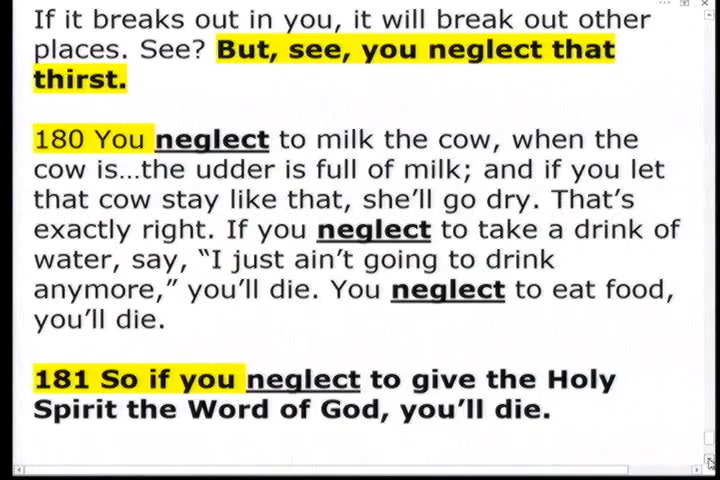 If it breaks out in you, it will break out other
places. See? But, see, you neglect that
thirst.
180 You neglect to milk the cow, when the
cow is…the udder is full of milk; and if you let
that cow stay like that, she’ll go dry. That’s
exactly right. If you neglect to take a drink of
water, say, “I just ain’t going to drink
anymore,” you’ll die. You neglect to eat food,
you’ll die.
181 So if you neglect to give the Holy
Spirit the Word of God, you’ll die.